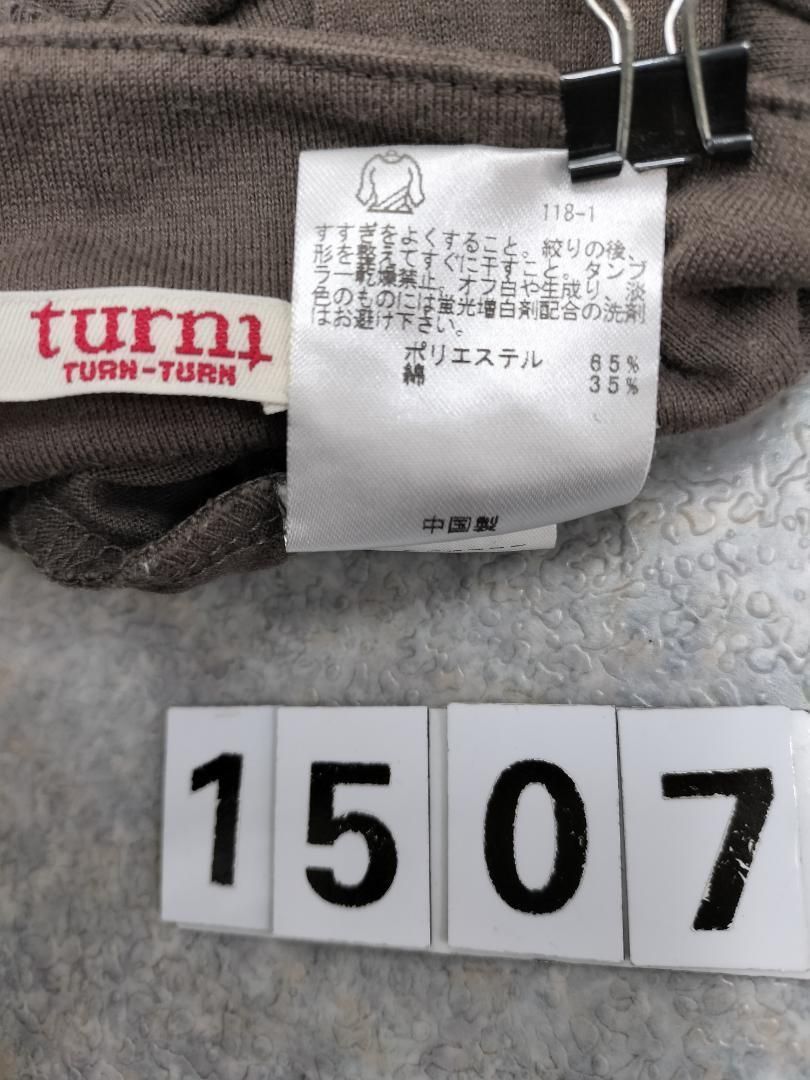 118-1
すすぎをよくすること。絞りの後、
形を整えてすぐに干すこと。タンブ
ラー乾燥禁止。オフ白や生成り、淡
色のものには蛍光増白剤配合の洗剤
はお避け下さい。
turnt
TURN-TURN
ポリエステル 65%
綿 35%
中国製
1507